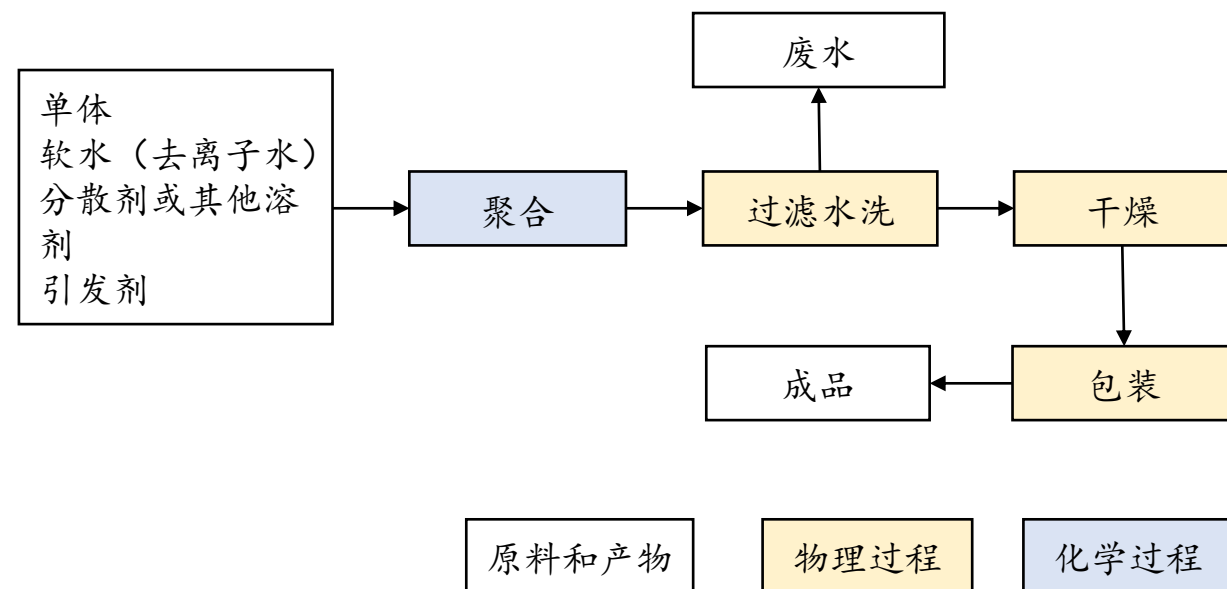 废水
单体
软水（去离子水）
分散剂或其他溶
剂
引发剂
聚合
过滤水洗
干燥
成品
包装
原料和产物
物理过程
化学过程